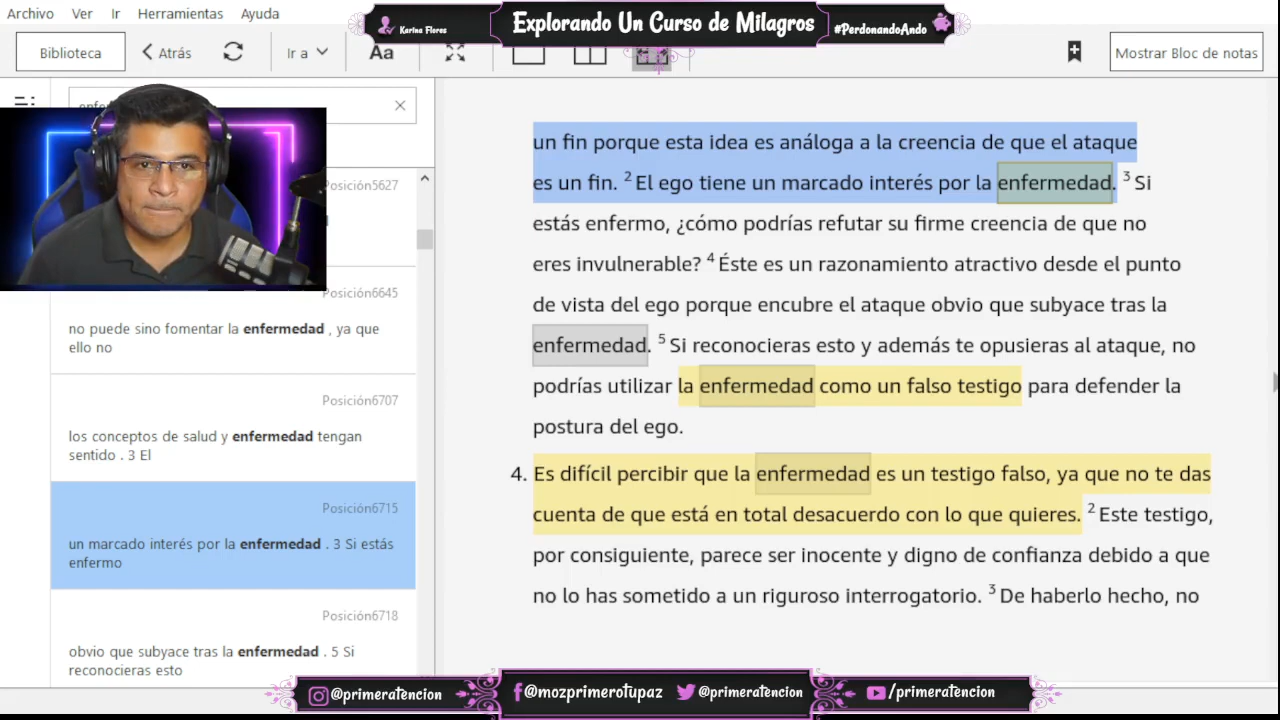 Archivo Ver Ir Herramientas Ayuda
Karina Flores
Explorando Un Curso de Milagros
#PerdonandoAndo
Biblioteca
Atrás
Ir a
Aa
Mostrar Bloc de notas
Posición5627
Posición6645
no puede sino fomentar la enfermedad , ya que
ello no
Posición6707
los conceptos de salud y enfermedad tengan
sentido . 3 El
Posición6715
un marcado interés por la enfermedad . 3 Si estás
enfermo
Posición6718
obvio que subyace tras la enfermedad . 5 Si
reconocieras esto
un fin porque esta idea es análoga a la creencia de que el ataque
es un fin. 2 El ego tiene un marcado interés por la enfermedad. 3 Si
estás enfermo, ¿cómo podrías refutar su firme creencia de que no
eres invulnerable? 4 Éste es un razonamiento atractivo desde el punto
de vista del ego porque encubre el ataque obvio que subyace tras la
enfermedad. 5 Si reconocieras esto y además te opusieras al ataque, no
podrías utilizar la enfermedad como un falso testigo para defender la
postura del ego.
4. Es difícil percibir que la enfermedad es un testigo falso, ya que no te das
cuenta de que está en total desacuerdo con lo que quieres. 2 Este testigo,
por consiguiente, parece ser inocente y digno de confianza debido a que
no lo has sometido a un riguroso interrogatorio. 3 De haberlo hecho, no
@primeratencion
@mozprimerotupaz
@primeratencion
/primeratencion